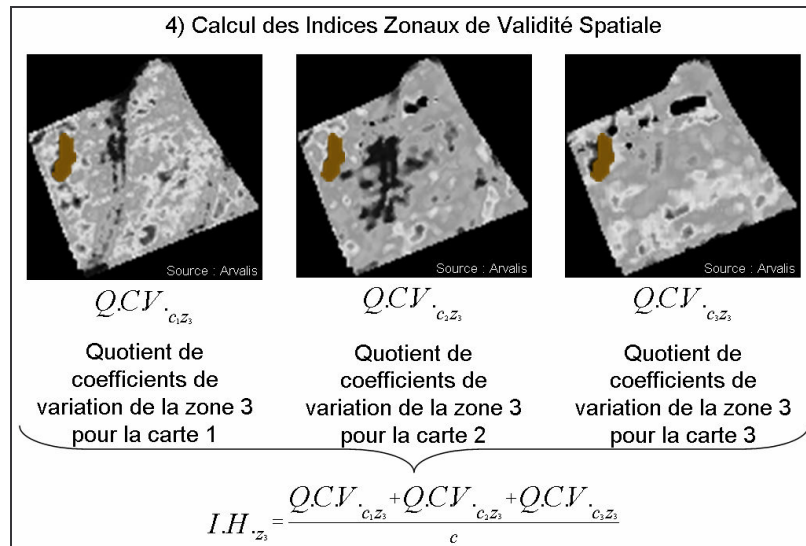 4) Calcul des Indices Zonaux de Validité Spatiale
Source : Arvalis
Source : Arvalis
Source : Arvalis
Q.C.V._{c₁z₃}
Q.C.V._{c₂z₃}
Q.C.V._{c₃z₃}
Quotient de
coefficients de
variation de la zone 3
pour la carte 1
Quotient de
coefficients de
variation de la zone 3
pour la carte 2
Quotient de
coefficients de
variation de la zone 3
pour la carte 3
I.H._{z₃} = (Q.C.V._{c₁z₃} + Q.C.V._{c₂z₃} + Q.C.V._{c₃z₃}) / c